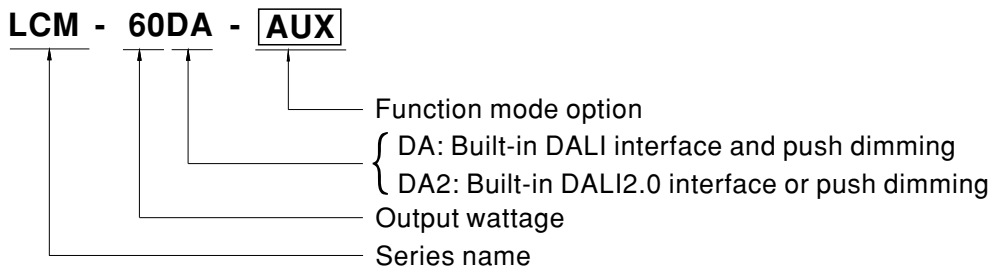 LCM - 60DA - AUX
Function mode option
DA: Built-in DALI interface and push dimming
DA2: Built-in DALI2.0 interface or push dimming
Output wattage
Series name